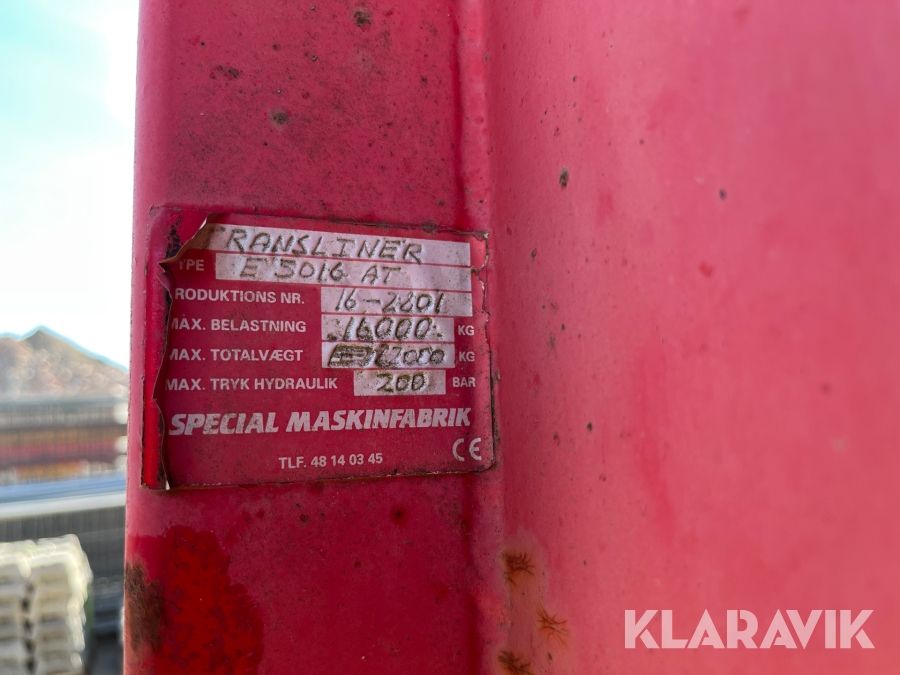 TRANSLINER
TYPE E 5016 AT
PRODUKTIONS NR. 16-2801
MAX. BELASTNING 16000 KG
MAX. TOTALVÆGT 22000 KG
MAX. TRYK HYDRAULIK 200 BAR
SPECIAL MASKINFABRIK
TLF. 48 14 03 45 CE
KLARAVIK